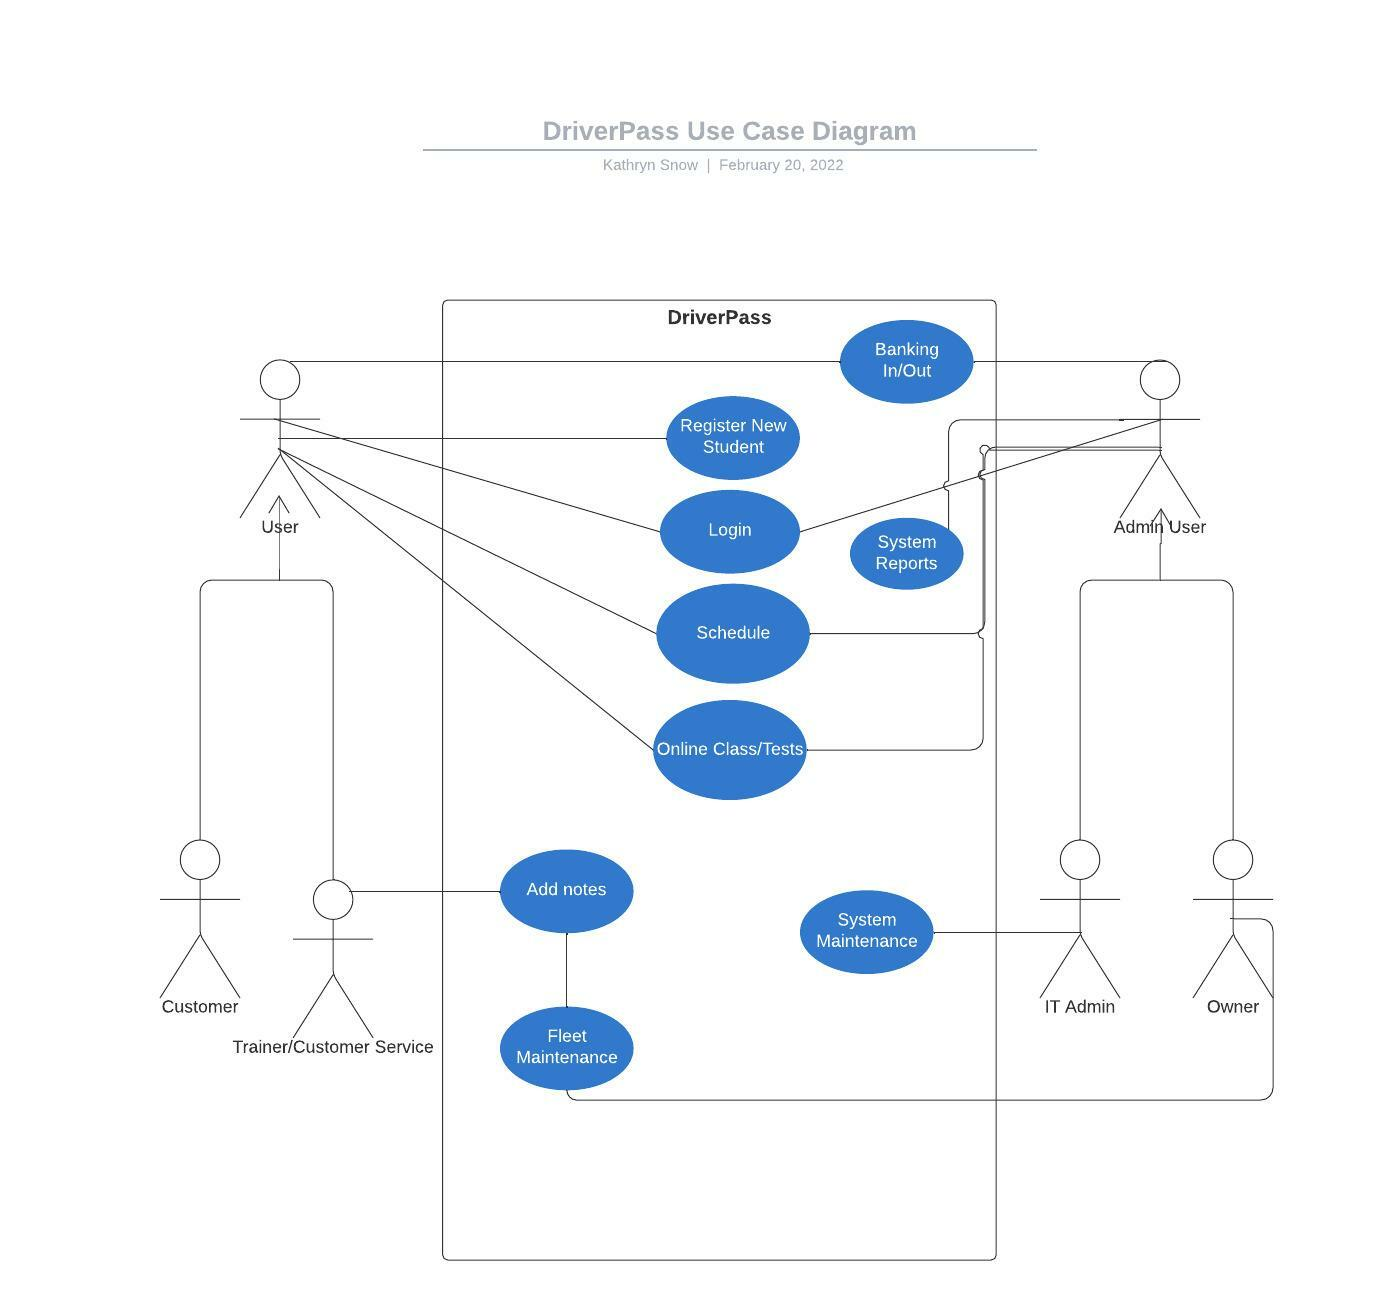 DriverPass Use Case Diagram
Kathryn Snow | February 20, 2022
DriverPass
Banking
In/Out
Register New
Student
Login
System
Reports
User
Admin User
Schedule
Online Class/Tests
Add notes
System
Maintenance
Customer
IT Admin
Owner
Trainer/Customer Service
Fleet
Maintenance